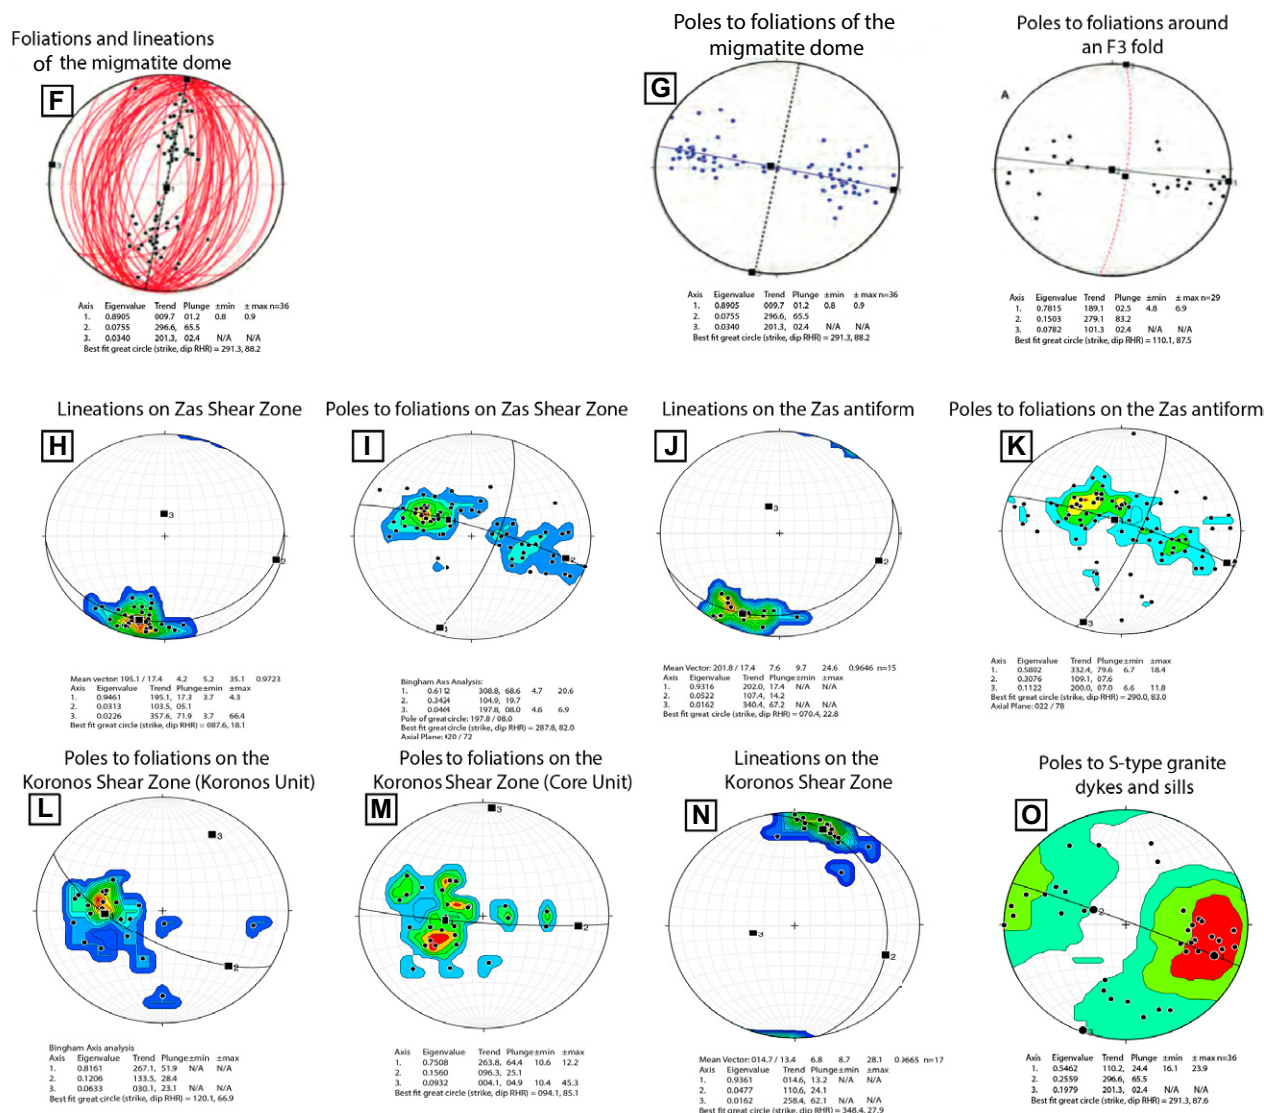 Foliations and lineations
of the migmatite dome
F
3
1
Axis Eigenvalue Trend Plunge ±min ± max n=36
1. 0.8905 009.7 01.2 0.8 0.9
2. 0.0755 296.6, 65.5
3. 0.0340 201.3, 02.4 N/A N/A
Best fit great circle (strike, dip RHR) = 291.3, 88.2
Poles to foliations of the
migmatite dome
G
Axis Eigenvalue Trend Plunge ±min ± max n=36
1. 0.8905 009.7 01.2 0.8 0.9
2. 0.0755 296.6, 65.5
3. 0.0340 201.3, 02.4 N/A N/A
Best fit great circle (strike, dip RHR) = 291.3, 88.2
Poles to foliations around
an F3 fold
A
Axis Eigenvalue Trend Plunge ±min ± max n=29
1. 0.7815 189.1 02.5 4.8 6.9
2. 0.1503 279.1 83.2
3. 0.0782 101.3 02.4 N/A N/A
Best fit great circle (strike, dip RHR) = 110.1, 87.5
Lineations on Zas Shear Zone
H
3
2
Mean vector: 195.1 / 17.4 4.2 5.2 35.1 0.9723
Axis Eigenvalue Trend Plunge±min ±max
1. 0.9461 195.1, 17.3 3.7 4.3
2. 0.0313 103.5, 05.1
3. 0.0226 357.6, 71.9 3.7 66.4
Best fit great circle (strike, dip RHR) = 087.6, 18.1
Poles to foliations on Zas Shear Zone
I
2
1
Bingham Axs Analysis:
1. 0.6112 308.8, 68.6 4.7 20.6
2. 0.3424 104.9, 19.7
3. 0.0464 197.8, 08.0 4.6 6.9
Pole of great circle: 197.8 / 08.0
Best fit great circle (strike, dip RHR) = 287.8, 82.0
Axial Plane: 020 / 72
Lineations on the Zas antiform
J
3
2
Mean Vector: 201.8 / 17.4 7.6 9.7 24.6 0.9646 n=15
Axis Eigenvalue Trend Plunge±min ±max
1. 0.9316 202.0, 17.4 N/A N/A
2. 0.0522 107.4, 14.2
3. 0.0162 340.4, 67.2 N/A N/A
Best fit great circle (strike, dip RHR) = 070.4, 22.8
Poles to foliations on the Zas antiform
K
2
3
Axis Eigenvalue Trend Plunge±min ±max
1. 0.5802 332.4, 79.6 6.7 18.4
2. 0.3076 109.1, 07.6
3. 0.1122 200.0, 07.0 6.6 11.8
Best fit great circle (strike, dip RHR) = 290.0, 83.0
Axial Plane: 022 / 78
Poles to foliations on the
Koronos Shear Zone (Koronos Unit)
L
3
2
Bingham Axis analysis
Axis Eigenvalue Trend Plunge±min ±max
1. 0.8161 267.1, 51.9 N/A N/A
2. 0.1206 133.5, 28.4
3. 0.0633 030.1, 23.1 N/A N/A
Best fit great circle (strike, dip RHR) = 120.1, 66.9
Poles to foliations on the
Koronos Shear Zone (Core Unit)
M
3
2
Axis Eigenvalue Trend Plunge±min ±max
1. 0.7508 263.8, 64.4 10.6 12.2
2. 0.1560 096.3, 25.1
3. 0.0932 004.1, 04.9 10.4 45.3
Best fit great circle (strike, dip RHR) = 094.1, 85.1
Lineations on the
Koronos Shear Zone
N
3
2
Mean Vector: 014.7 / 13.4 6.8 8.7 28.1 0.9665 n=17
Axis Eigenvalue Trend Plunge±min ±max
1. 0.9361 014.6, 13.2 N/A N/A
2. 0.0477 110.6, 24.1
3. 0.0162 258.4, 62.1 N/A N/A
Best fit great circle (strike, dip RHR) = 348.4, 27.9
Poles to S-type granite
dykes and sills
O
2
3
Axis Eigenvalue Trend Plunge ±min ± max n=36
1. 0.5462 110.2, 24.4 16.1 23.9
2. 0.2559 296.6, 65.5
3. 0.1979 201.3, 02.4 N/A N/A
Best fit great circle (strike, dip RHR) = 291.3, 87.6